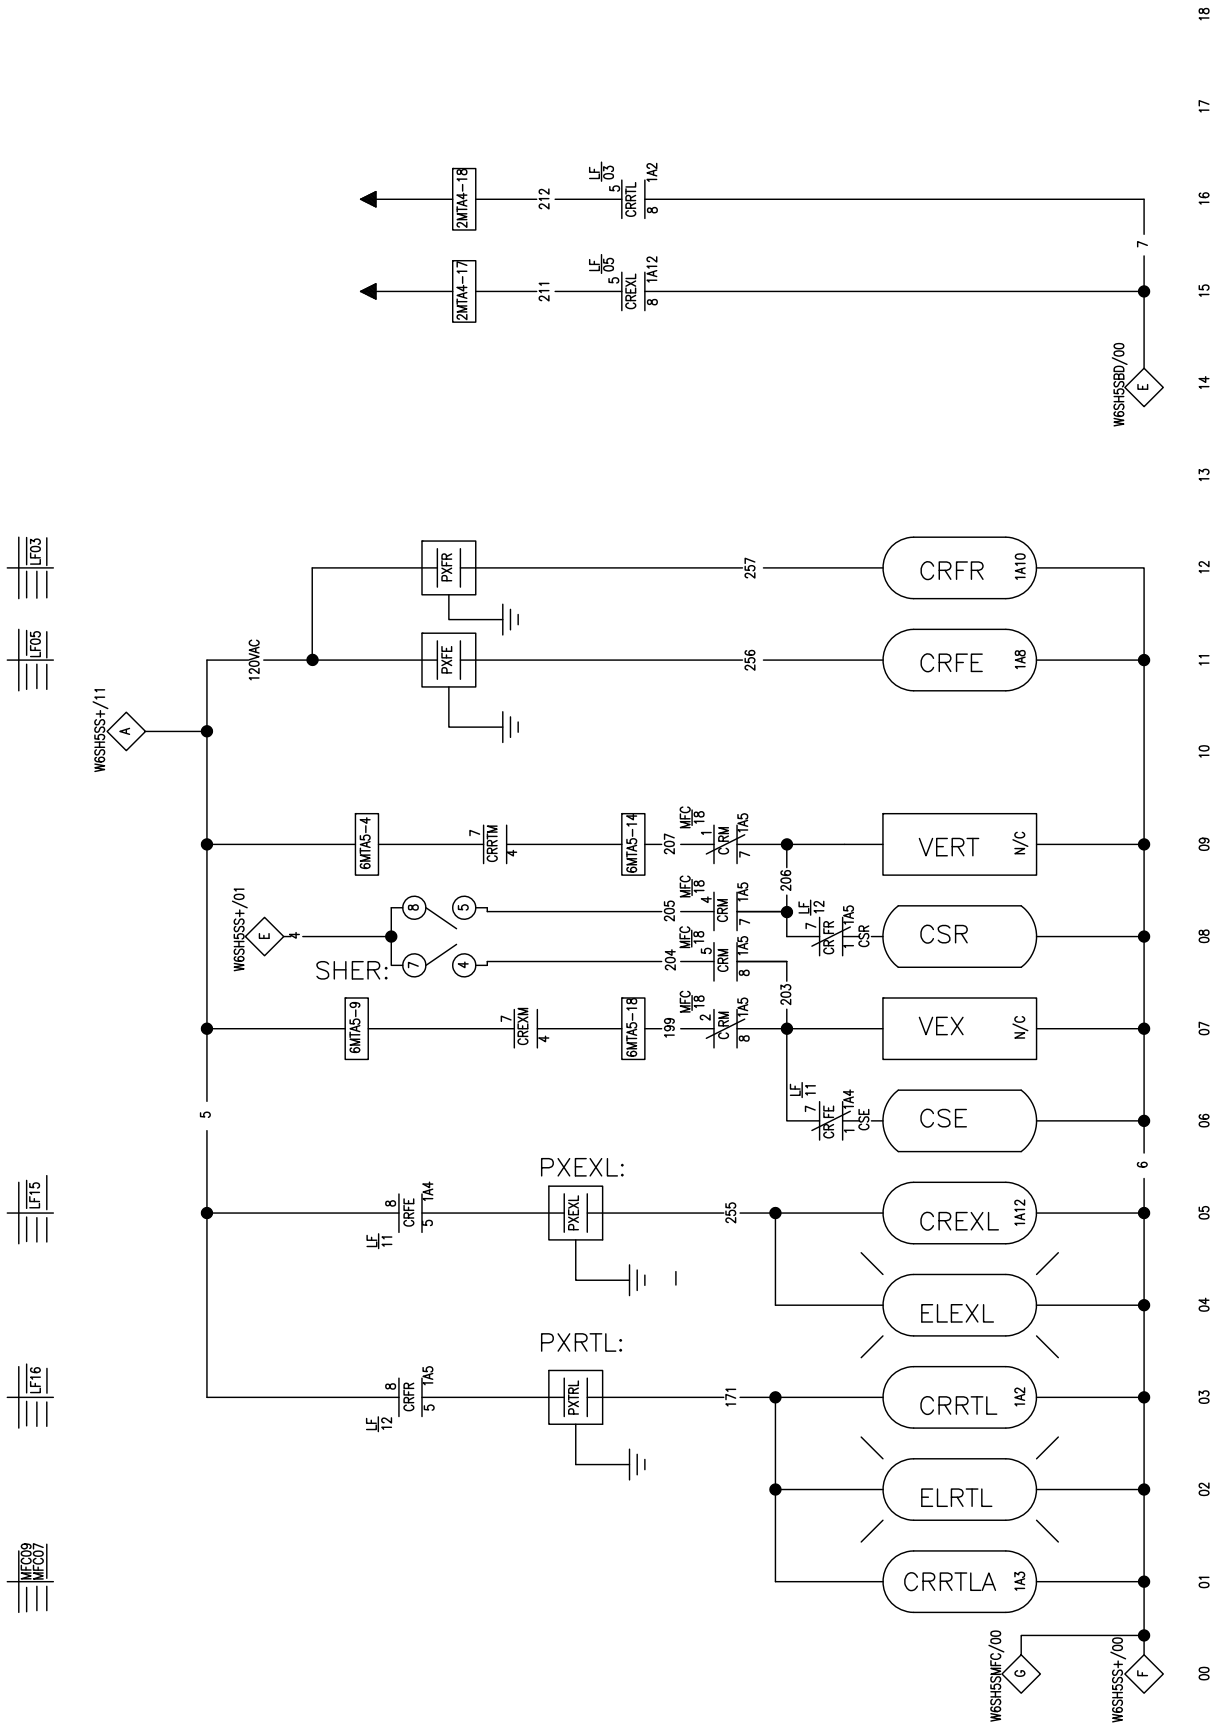 MFC09
MFC07
LF16
LF15
LF05
LF03
W6SH5SS+/11
A
5
120VAC
W6SH5SS+/01
E
4
SHER:
7
8
4
5
LF
12
8
CRFR
5
1A5
LF
11
8
CRFE
5
1A4
6MTA5-9
6MTA5-4
PXFE
PXFR
2MTA4-17
2MTA4-18
7
CREXM
4
7
CRRTM
4
PXRTL:
PXTRL
PXEXL:
PXEXL
211
212
LF
05
5
CREXL
8
1A12
LF
03
5
CRRTL
8
1A2
6MTA5-18
6MTA5-14
199
204
205
207
MFC
18
2
CRM
8
1A5
MFC
18
5
CRM
8
1A5
MFC
18
4
CRM
7
1A5
MFC
18
1
CRM
7
1A5
171
255
256
257
203
206
LF
11
7
CRFE
1
1A4
CSE
LF
12
7
CRFR
1
1A5
CSR
CRRTLA
1A3
ELRTL
CRRTL
1A2
ELEXL
CREXL
1A12
CSE
VEX
N/C
CSR
VERT
N/C
CRFE
1A8
CRFR
1A10
W6SH5SMFC/00
G
W6SH5SS+/00
F
6
W6SH5SBD/00
E
7
00
01
02
03
04
05
06
07
08
09
10
11
12
13
14
15
16
17
18